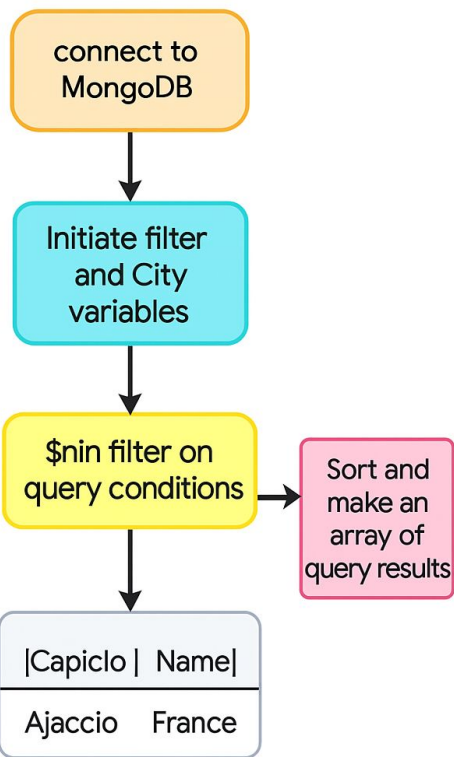 connect to
MongoDB
Initiate filter
and City
variables
$nin filter on
query conditions
Sort and
make an
array of
query results
|Capiclo | Name|
Ajaccio France